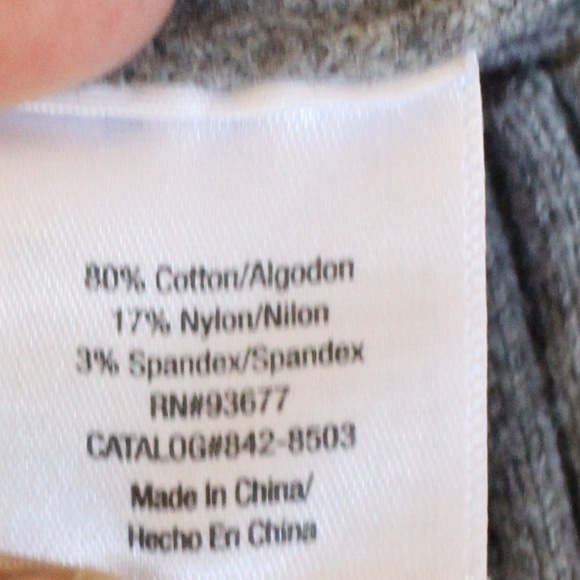 80% Cotton/Algodon
17% Nylon/Nilon
3% Spandex/Spandex
RN#93677
CATALOG#842-8503
Made In China/
Hecho En China